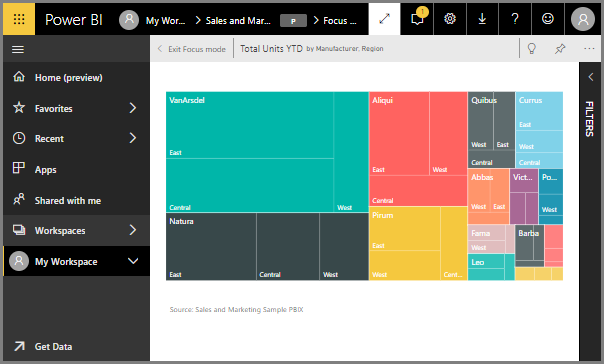 Power BI
My Wor...
Sales and Mar...
P
Focus ...
1
?
Exit Focus mode
Total Units YTD by Manufacturer, Region
...
Home (preview)
Favorites
Recent
Apps
Shared with me
Workspaces
My Workspace
Get Data
VanArsdel
East
Central
West
Natura
East
Central
West
Aliqui
East
West
Central
Pirum
East
West
Cent...
Quibus
West
East
Central
Currus
East
West
Central
Abbas
West
East
Vict...
Po...
West
Fama
West
Leo
Barba
FILTERS
Source: Sales and Marketing Sample PBIX